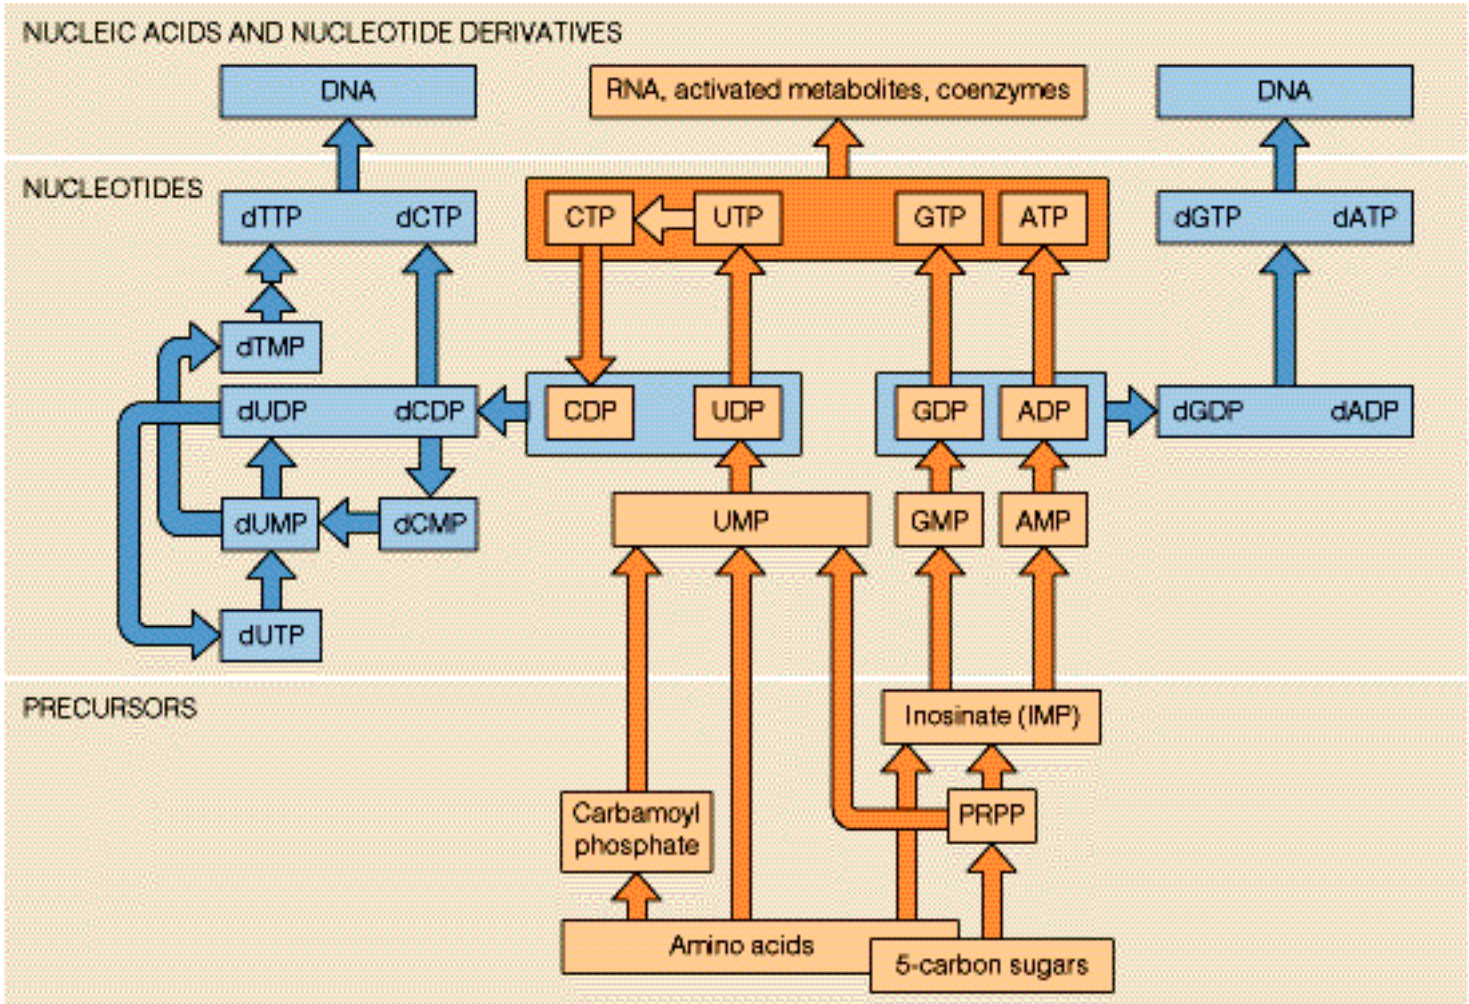 NUCLEIC ACIDS AND NUCLEOTIDE DERIVATIVES
DNA
RNA, activated metabolites, coenzymes
DNA
NUCLEOTIDES
dTTP dCTP
CTP
UTP
GTP
ATP
dGTP dATP
dTMP
dUDP dCDP
CDP
UDP
GDP
ADP
dGDP dADP
dUMP
dCMP
UMP
GMP
AMP
dUTP
PRECURSORS
Inosinate (IMP)
Carbamoyl
phosphate
PRPP
Amino acids
5-carbon sugars